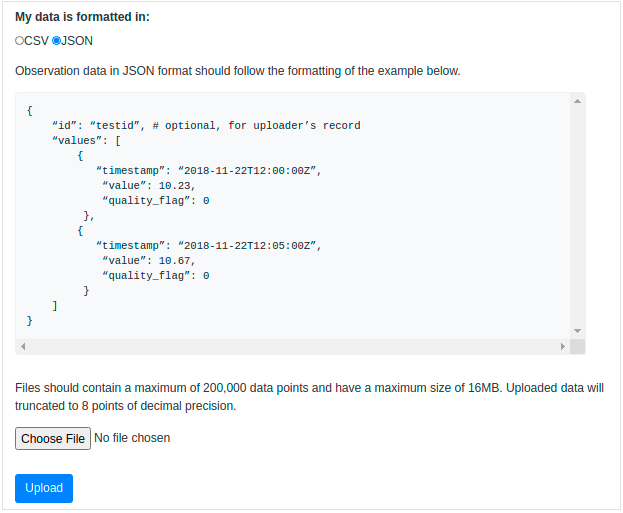 My data is formatted in:
CSV JSON
Observation data in JSON format should follow the formatting of the example below.
{
“id”: “testid”, # optional, for uploader’s record
“values”: [
{
“timestamp”: “2018-11-22T12:00:00Z”,
“value”: 10.23,
“quality_flag”: 0
},
{
“timestamp”: “2018-11-22T12:05:00Z”,
“value”: 10.67,
“quality_flag”: 0
}
]
}
Files should contain a maximum of 200,000 data points and have a maximum size of 16MB. Uploaded data will
truncated to 8 points of decimal precision.
Choose File No file chosen
Upload